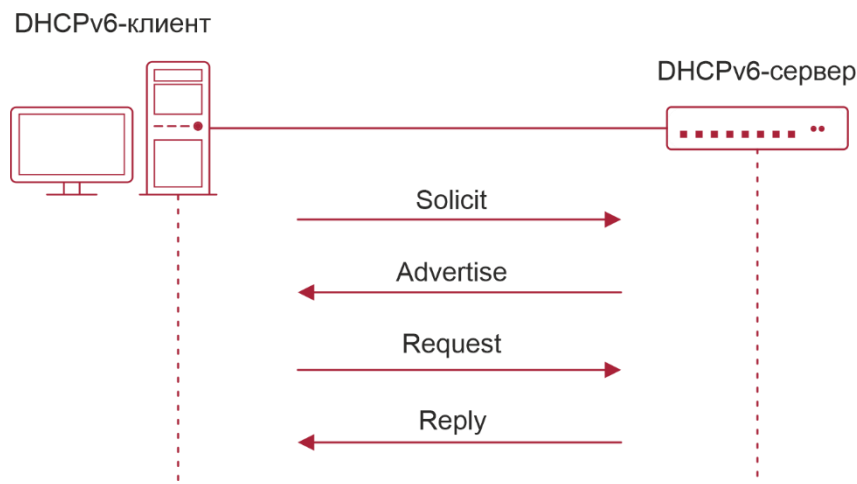 DHCPv6-клиент
DHCPv6-сервер
Solicit
Advertise
Request
Reply